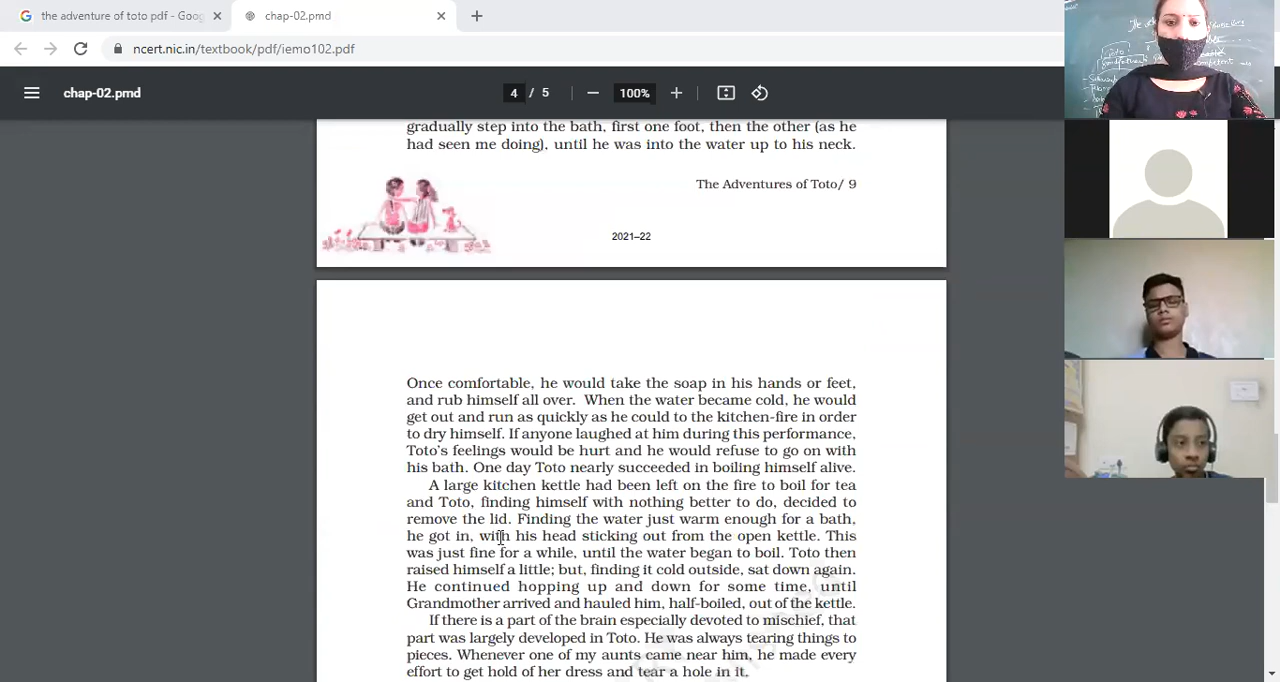 the adventure of toto pdf - Goog
chap-02.pmd
ncert.nic.in/textbook/pdf/iemo102.pdf
chap-02.pmd
4 / 5
100%
gradually step into the bath, first one foot, then the other (as he
had seen me doing), until he was into the water up to his neck.
The Adventures of Toto/ 9
2021–22
Once comfortable, he would take the soap in his hands or feet,
and rub himself all over. When the water became cold, he would
get out and run as quickly as he could to the kitchen-fire in order
to dry himself. If anyone laughed at him during this performance,
Toto's feelings would be hurt and he would refuse to go on with
his bath. One day Toto nearly succeeded in boiling himself alive.
A large kitchen kettle had been left on the fire to boil for tea
and Toto, finding himself with nothing better to do, decided to
remove the lid. Finding the water just warm enough for a bath,
he got in, with his head sticking out from the open kettle. This
was just fine for a while, until the water began to boil. Toto then
raised himself a little; but, finding it cold outside, sat down again.
He continued hopping up and down for some time, until
Grandmother arrived and hauled him, half-boiled, out of the kettle.
If there is a part of the brain especially devoted to mischief, that
part was largely developed in Toto. He was always tearing things to
pieces. Whenever one of my aunts came near him, he made every
effort to get hold of her dress and tear a hole in it.